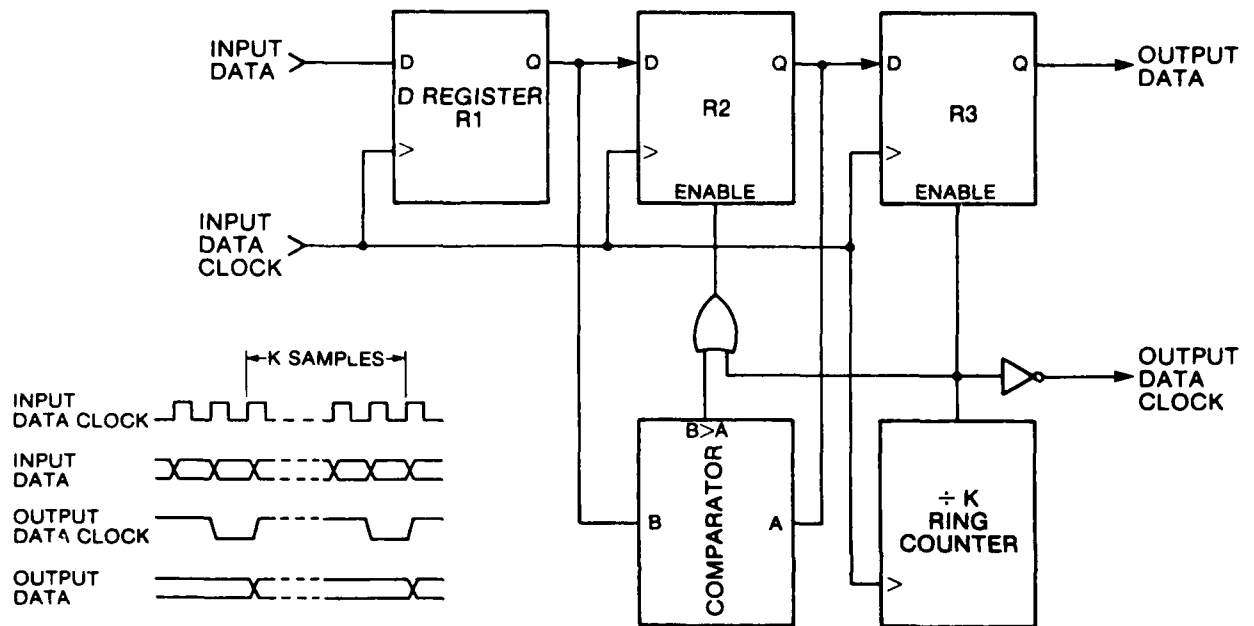 INPUT
DATA
D
Q
D REGISTER
R1
>
D
Q
R2
>
ENABLE
D
Q
R3
>
ENABLE
OUTPUT
DATA
INPUT
DATA
CLOCK
OUTPUT
DATA
CLOCK
B>A
B
A
COMPARATOR
÷ K
RING
COUNTER
>
K SAMPLES
INPUT
DATA CLOCK
INPUT
DATA
OUTPUT
DATA CLOCK
OUTPUT
DATA